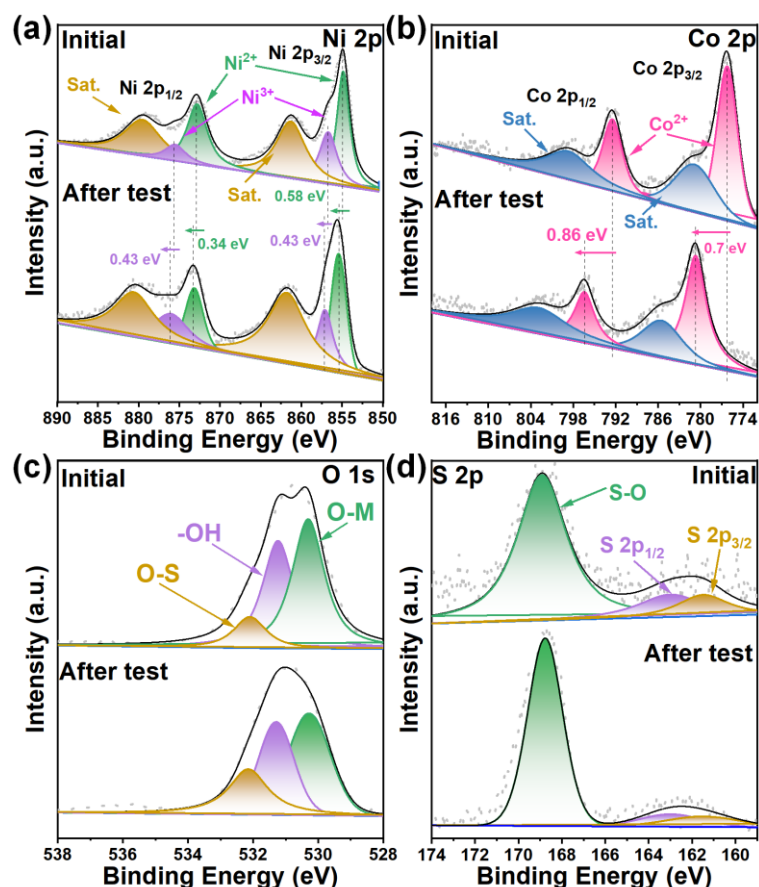 (a) Initial Ni 2p
Ni 2p1/2 Ni2+ Ni 2p3/2
Sat. Ni3+
Sat.
After test 0.58 eV
0.43 eV 0.34 eV 0.43 eV
Intensity (a.u.)
890 885 880 875 870 865 860 855 850
Binding Energy (eV)
(b) Initial Co 2p
Co 2p1/2 Co 2p3/2
Sat. Co2+
Sat.
After test
0.86 eV 0.7 eV
Intensity (a.u.)
816 810 804 798 792 786 780 774
Binding Energy (eV)
(c) Initial O 1s
-OH O-M
O-S
After test
Intensity (a.u.)
538 536 534 532 530 528
Binding Energy (eV)
(d) S 2p Initial
S-O
S 2p1/2 S 2p3/2
After test
Intensity (a.u.)
174 172 170 168 166 164 162 160
Binding Energy (eV)